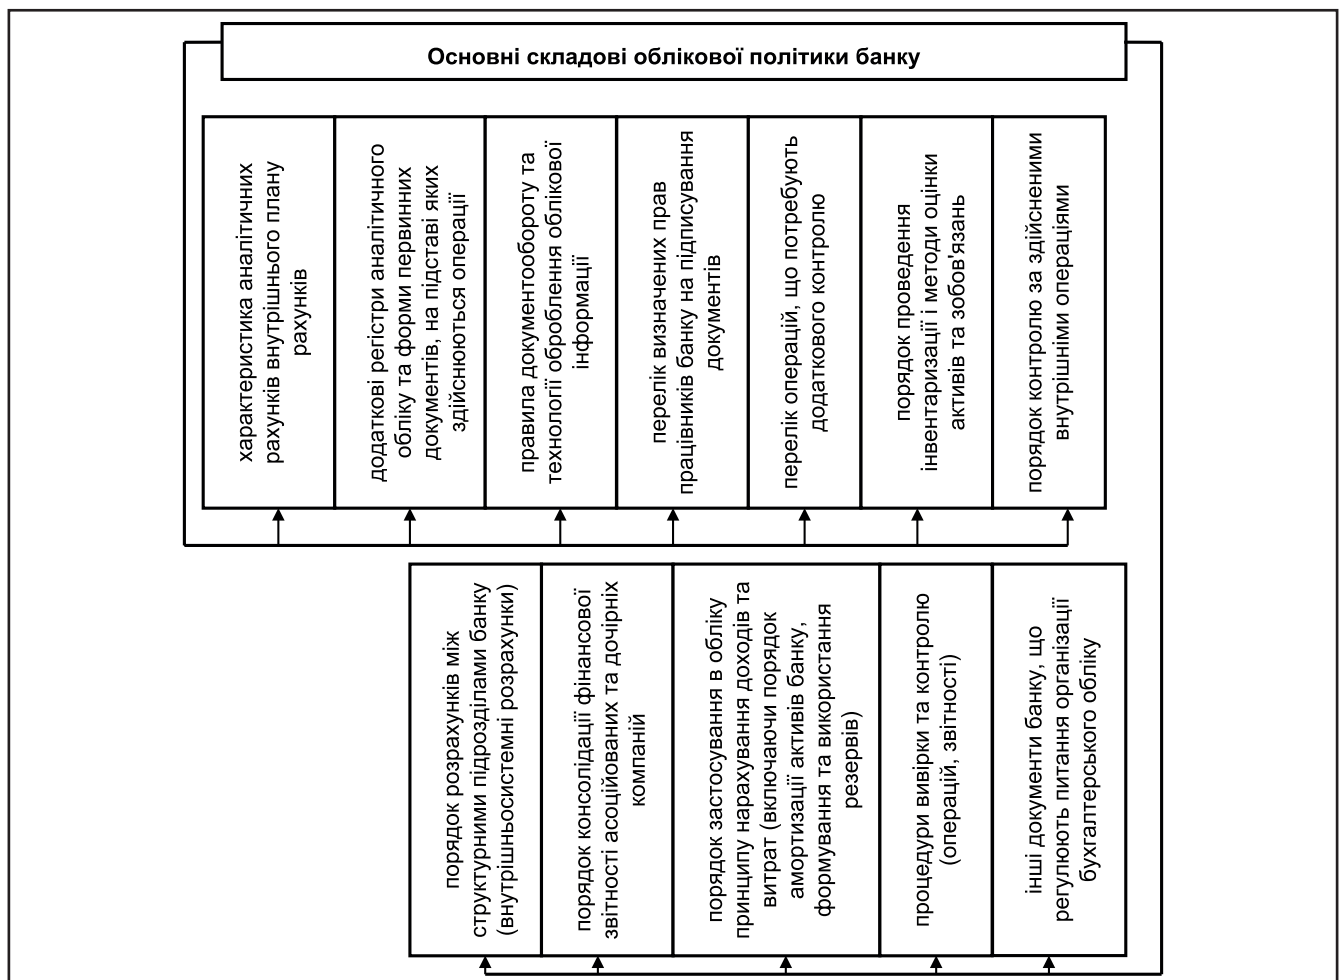 Основні складові облікової політики банку
характеристика аналітичних
рахунків внутрішнього плану
рахунків
додаткові регістри аналітичного
обліку та форми первинних
документів, на підставі яких
здійснюються операції
правила документообороту та
технології оброблення облікової
інформації
перелік визначених прав
працівників банку на підписування
документів
перелік операцій, що потребують
додаткового контролю
порядок проведення
інвентаризації і методи оцінки
активів та зобов'язань
порядок контролю за здійсненими
внутрішніми операціями
порядок розрахунків між
структурними підрозділами банку
(внутрішньосистемні розрахунки)
порядок консолідації фінансової
звітності асоційованих та дочірніх
компаній
порядок застосування в обліку
принципу нарахування доходів та
витрат (включаючи порядок
амортизації активів банку,
формування та використання
резервів)
процедури вивірки та контролю
(операцій, звітності)
інші документи банку, що
регулюють питання організації
бухгалтерського обліку